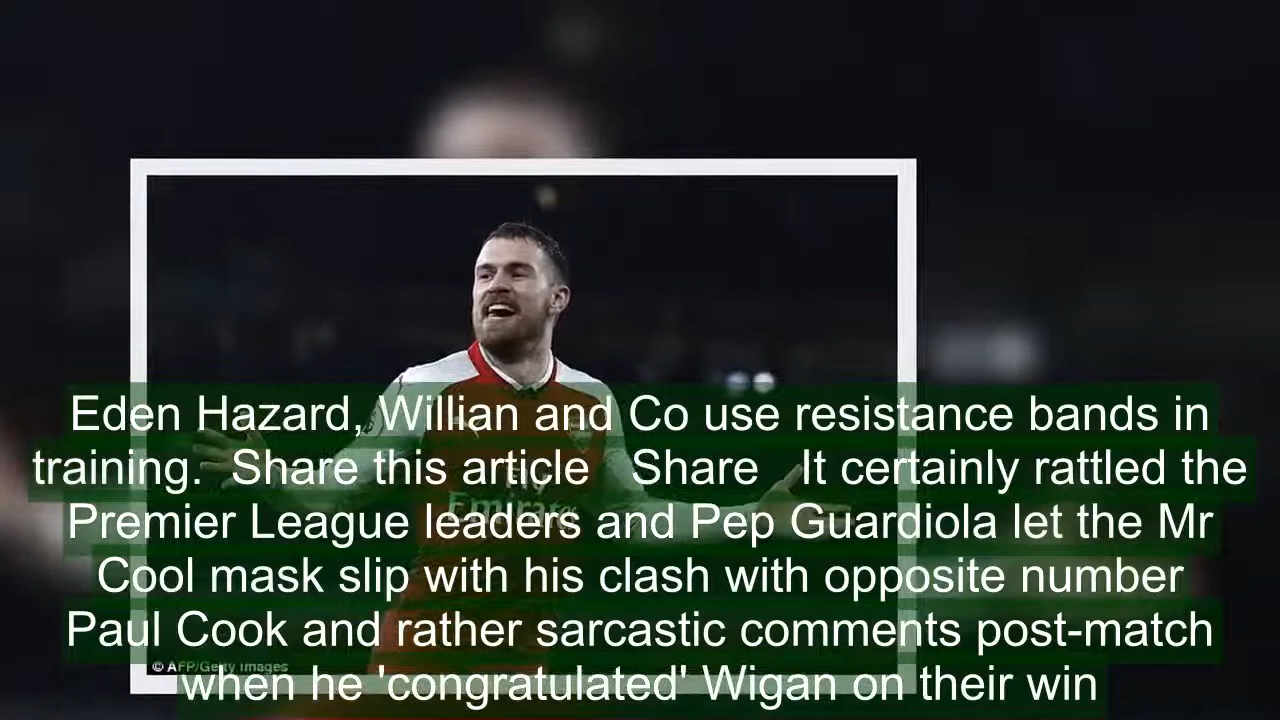 Eden Hazard, Willian and Co use resistance bands in
training. Share this article Share It certainly rattled the
Premier League leaders and Pep Guardiola let the Mr
Cool mask slip with his clash with opposite number
Paul Cook and rather sarcastic comments post-match
when he 'congratulated' Wigan on their win
Fly
Emirates
© AFP/Getty Images